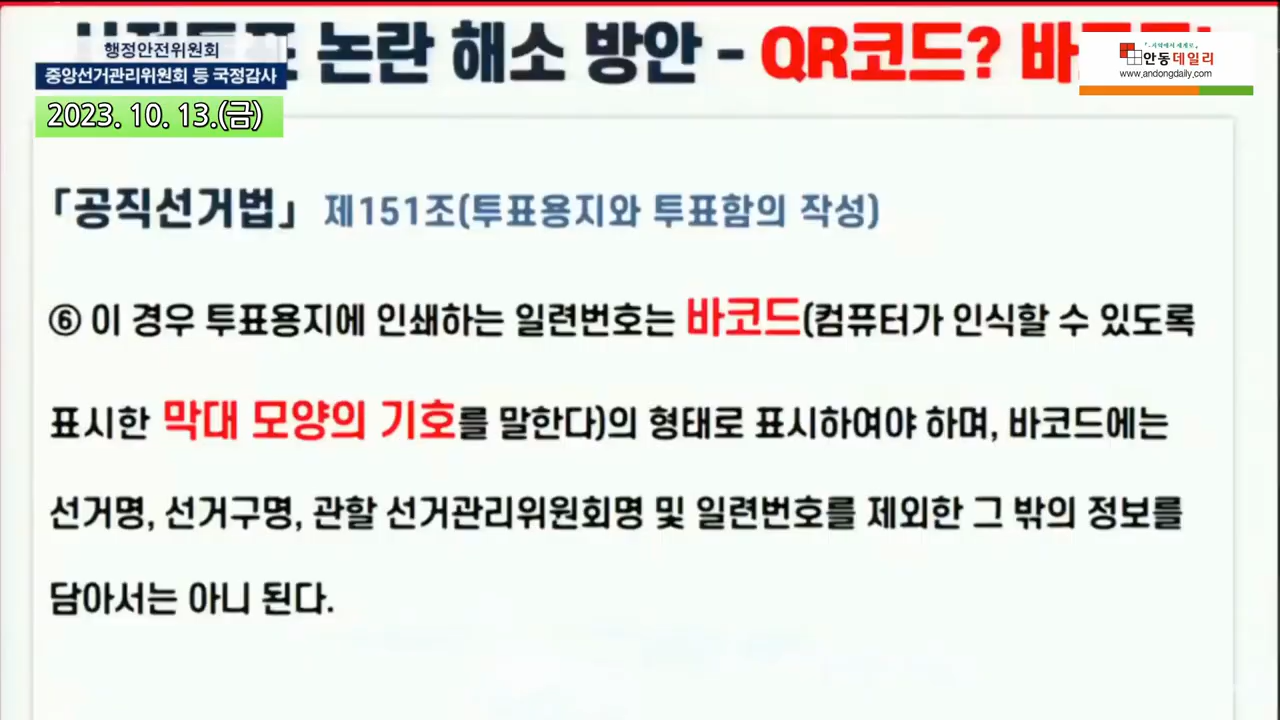 논란 해소 방안 - QR코드?
행정안전위원회
중앙선거관리위원회 등 국정감사
2023. 10. 13.(금)
안동데일리
www.andongdaily.com
「공직선거법」 제151조(투표용지와 투표함의 작성)
⑥ 이 경우 투표용지에 인쇄하는 일련번호는 바코드(컴퓨터가 인식할 수 있도록
표시한 막대 모양의 기호를 말한다)의 형태로 표시하여야 하며, 바코드에는
선거명, 선거구명, 관할 선거관리위원회명 및 일련번호를 제외한 그 밖의 정보를
담아서는 아니 된다.